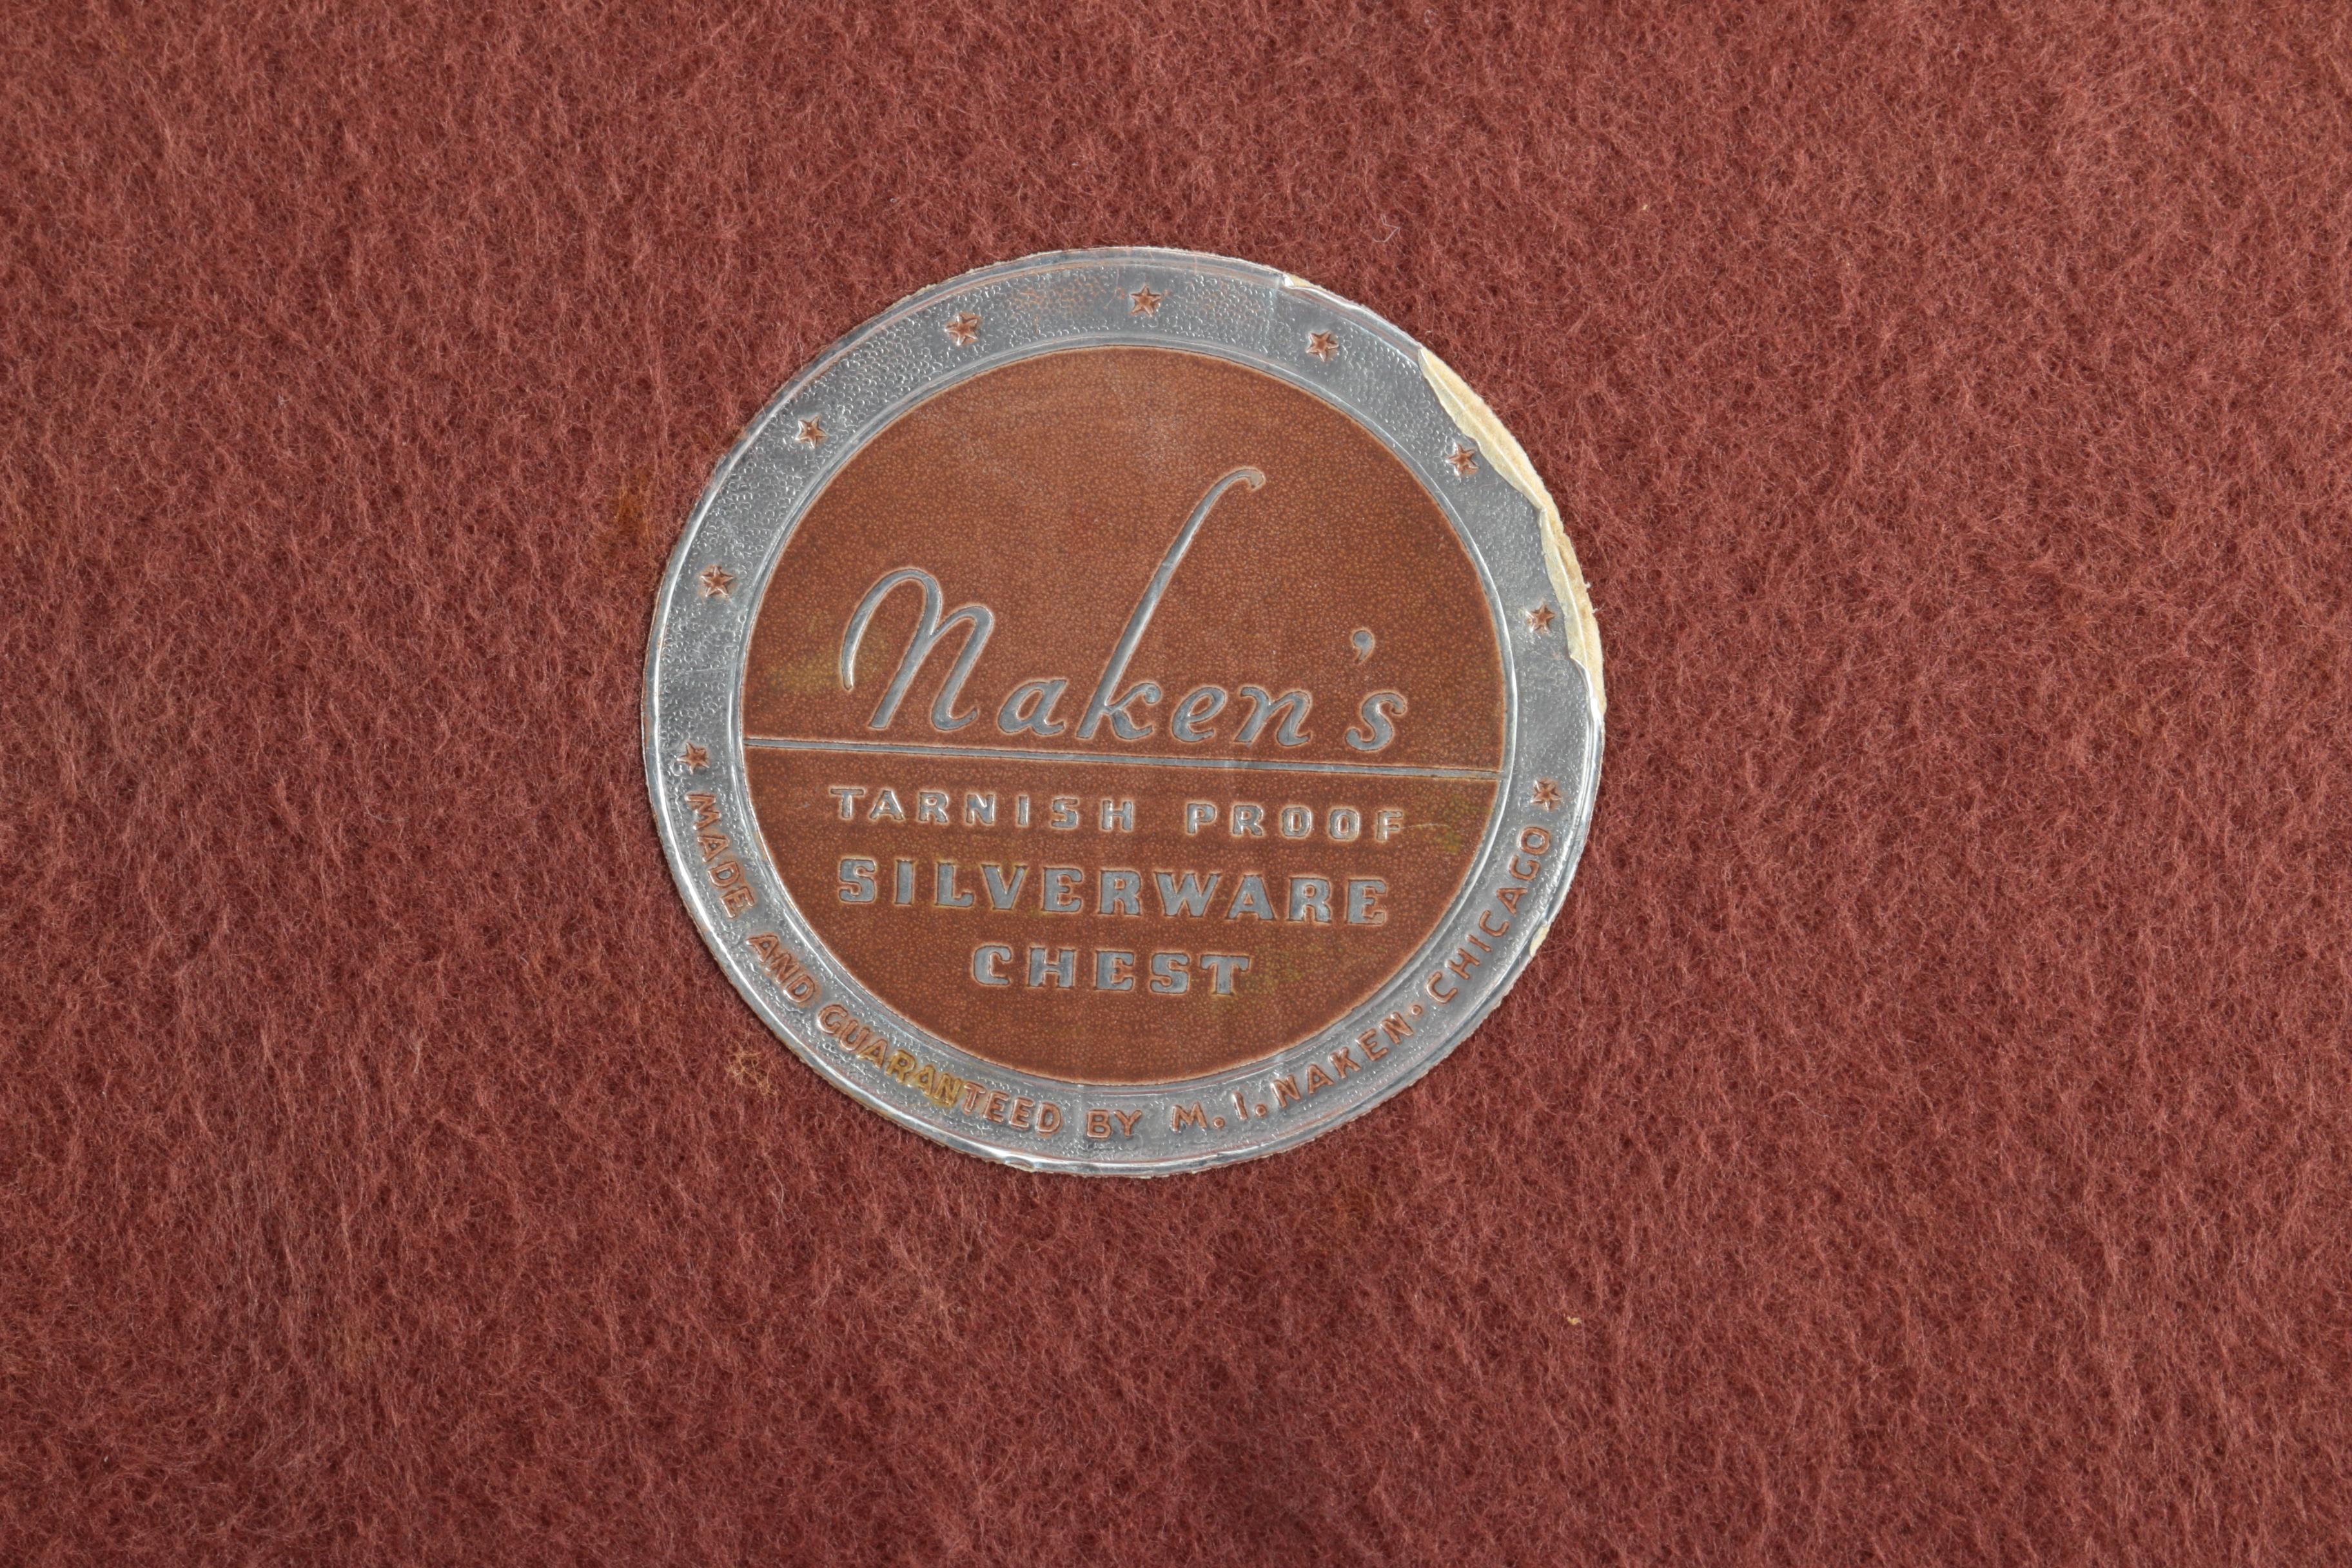 Naken's
TARNISH PROOF
SILVERWARE
CHEST
MADE AND GUARANTEED BY M. I. NAKEN · CHICAGO